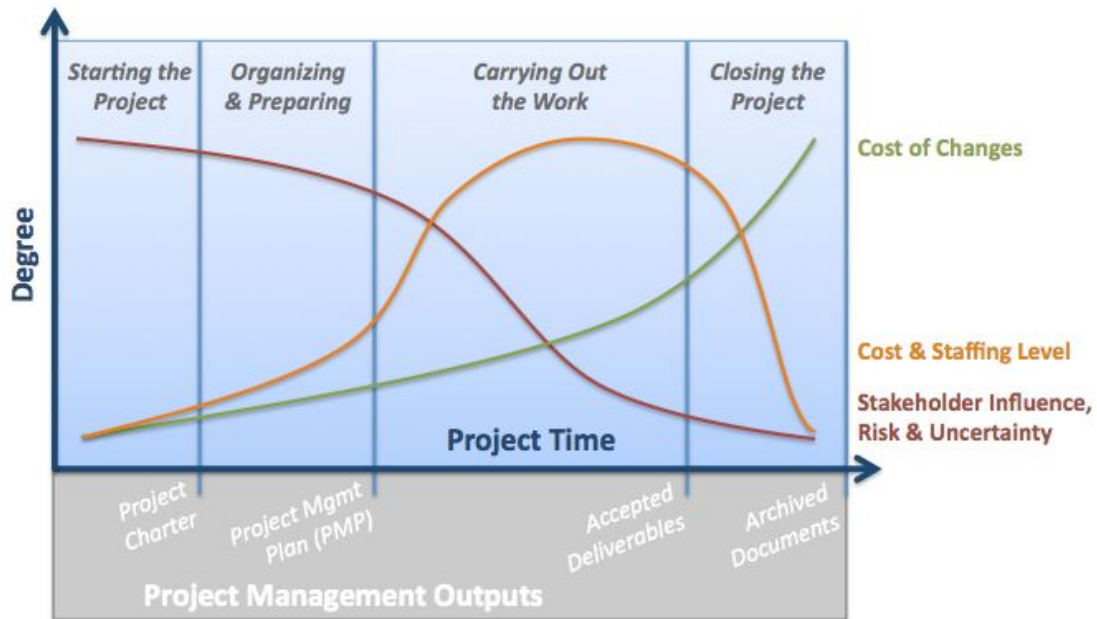 Starting the
Project
Organizing
& Preparing
Carrying Out
the Work
Closing the
Project
Cost of Changes
Degree
Cost & Staffing Level
Stakeholder Influence,
Risk & Uncertainty
Project Time
Project
Charter
Project Mgmt
Plan (PMP)
Accepted
Deliverables
Archived
Documents
Project Management Outputs